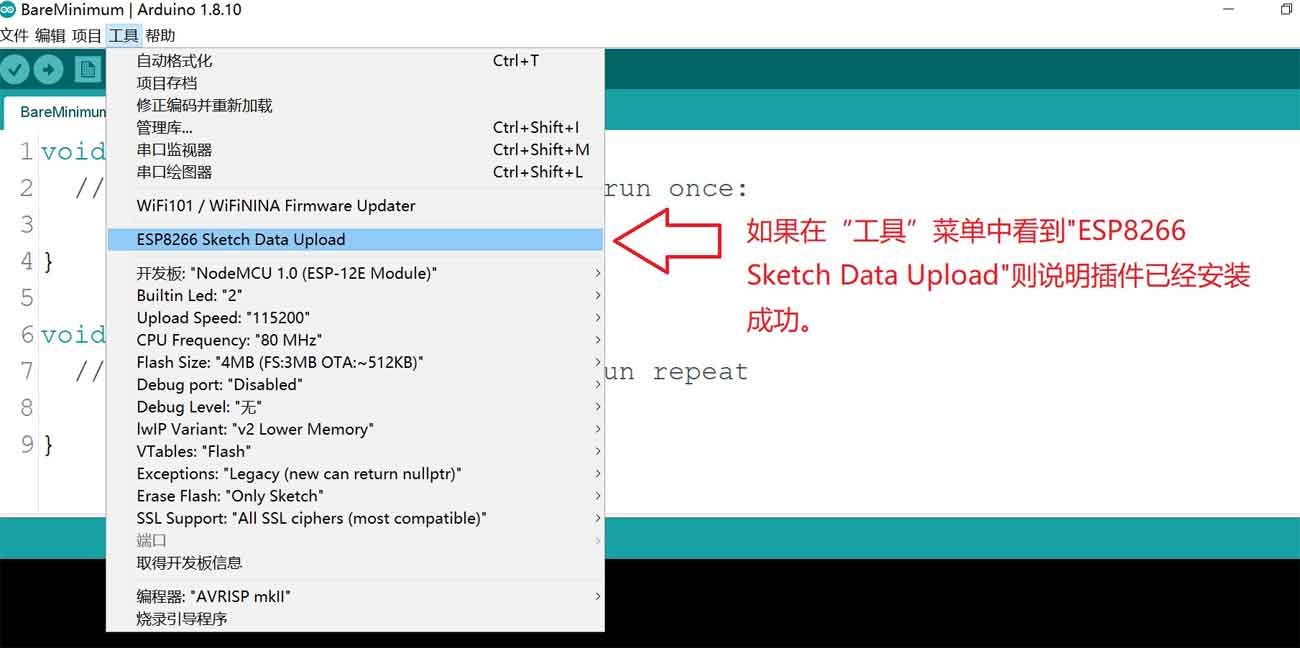 BareMinimum | Arduino 1.8.10
文件 编辑 项目 工具 帮助
自动格式化 Ctrl+T
项目存档
修正编码并重新加载
管理库... Ctrl+Shift+I
串口监视器 Ctrl+Shift+M
串口绘图器 Ctrl+Shift+L
WiFi101 / WiFiNINA Firmware Updater
ESP8266 Sketch Data Upload
开发板: "NodeMCU 1.0 (ESP-12E Module)"
Builtin Led: "2"
Upload Speed: "115200"
CPU Frequency: "80 MHz"
Flash Size: "4MB (FS:3MB OTA:~512KB)"
Debug port: "Disabled"
Debug Level: "无"
lwIP Variant: "v2 Lower Memory"
VTables: "Flash"
Exceptions: "Legacy (new can return nullptr)"
Erase Flash: "Only Sketch"
SSL Support: "All SSL ciphers (most compatible)"
端口
取得开发板信息
编程器: "AVRISP mkII"
烧录引导程序
BareMinimum
1 void
2 // run once:
3
4 }
5
6 void
7 // un repeat
8
9 }
如果在“工具”菜单中看到"ESP8266
Sketch Data Upload"则说明插件已经安装
成功。